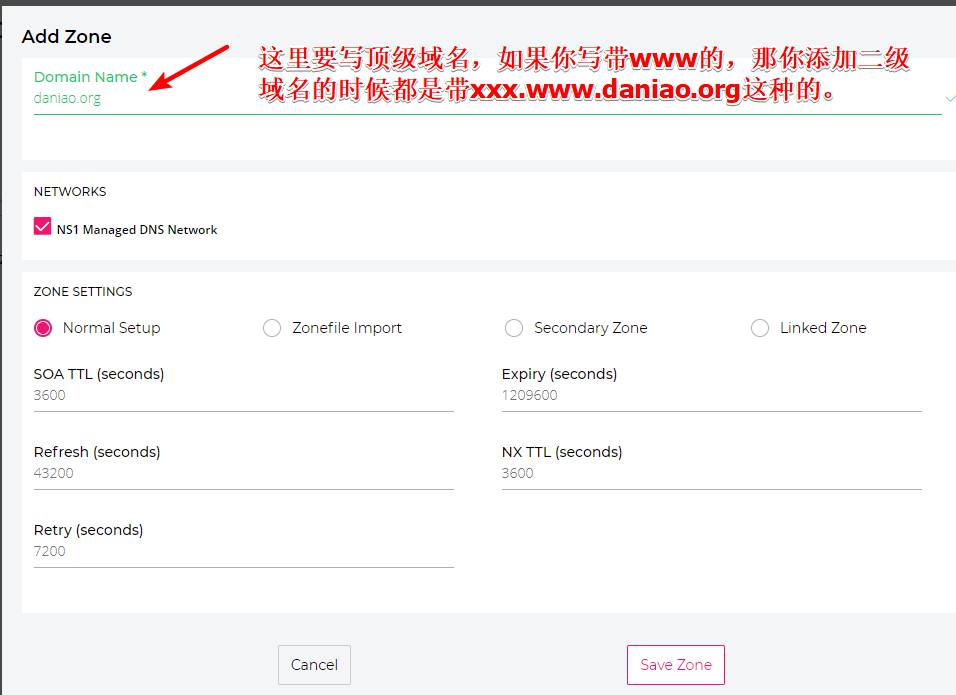 Add Zone
Domain Name *
daniao.org
这里要写顶级域名，如果你写带www的，那你添加二级
域名的时候都是带xxx.www.daniao.org这种的。
NETWORKS
NS1 Managed DNS Network
ZONE SETTINGS
Normal Setup Zonefile Import Secondary Zone Linked Zone
SOA TTL (seconds) Expiry (seconds)
3600 1209600
Refresh (seconds) NX TTL (seconds)
43200 3600
Retry (seconds)
7200
Cancel Save Zone